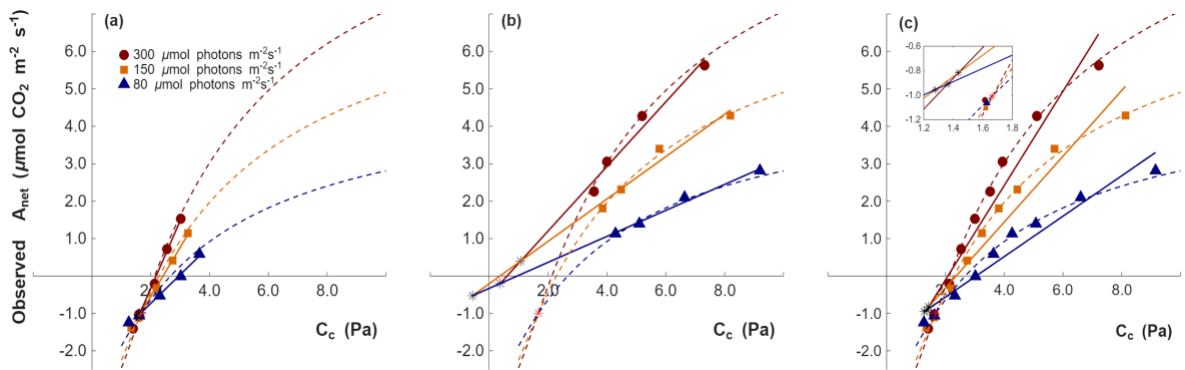 Observed A_net (µmol CO₂ m⁻² s⁻¹)
(a)
300 µmol photons m⁻²s⁻¹
150 µmol photons m⁻²s⁻¹
80 µmol photons m⁻²s⁻¹
6.0
5.0
4.0
3.0
2.0
1.0
-1.0
-2.0
2.0 4.0 6.0 8.0
C_c (Pa)
(b)
6.0
5.0
4.0
3.0
2.0
1.0
-1.0
-2.0
2.0 4.0 6.0 8.0
C_c (Pa)
(c)
6.0
5.0
4.0
3.0
2.0
1.0
-1.0
-2.0
2.0 4.0 6.0 8.0
C_c (Pa)
-0.6
-0.8
-1.0
-1.2
1.2 1.4 1.6 1.8